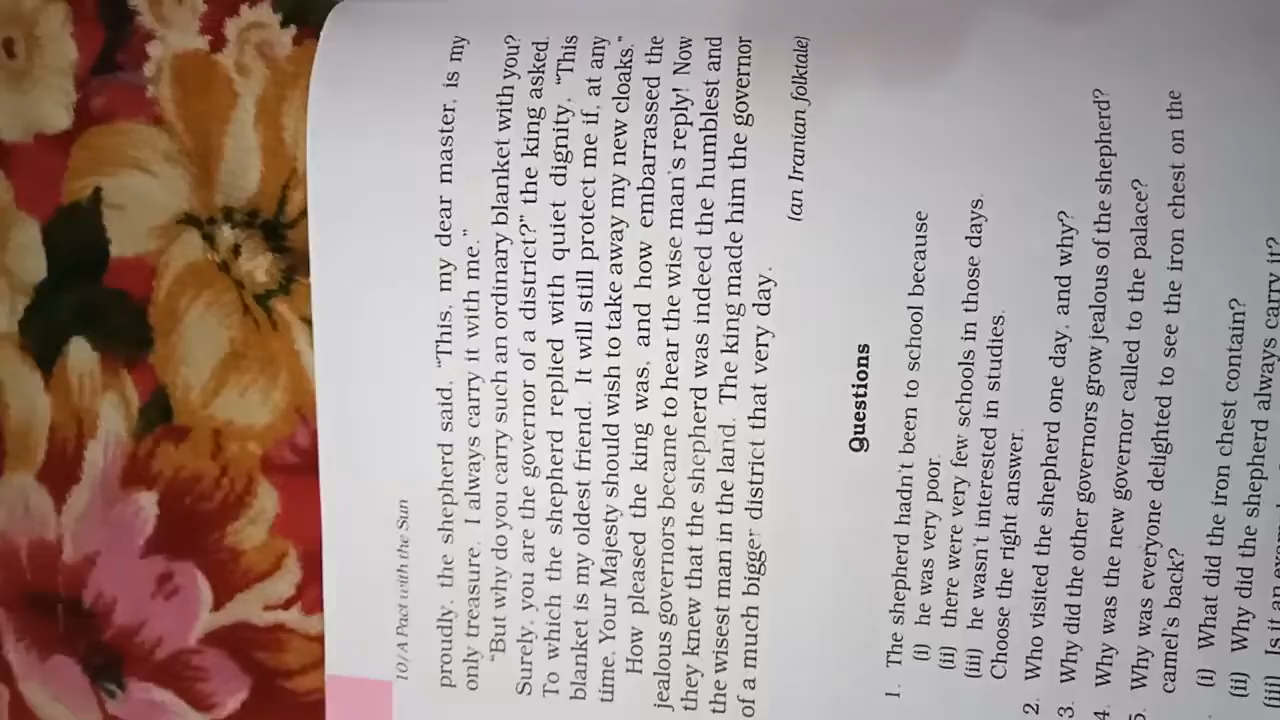 10/A Pact with the Sun
proudly, the shepherd said, "This, my dear master, is my
only treasure. I always carry it with me."
"But why do you carry such an ordinary blanket with you?
Surely, you are the governor of a district?" the king asked.
To which the shepherd replied with quiet dignity, "This
blanket is my oldest friend. It will still protect me if, at any
time, Your Majesty should wish to take away my new cloaks."
How pleased the king was, and how embarrassed the
jealous governors became to hear the wise man's reply! Now
they knew that the shepherd was indeed the humblest and
the wisest man in the land. The king made him the governor
of a much bigger district that very day.
(an Iranian folktale)
Questions
1. The shepherd hadn't been to school because
(i) he was very poor.
(ii) there were very few schools in those days.
(iii) he wasn't interested in studies.
Choose the right answer.
2. Who visited the shepherd one day, and why?
3. Why did the other governors grow jealous of the shepherd?
4. Why was the new governor called to the palace?
5. Why was everyone delighted to see the iron chest on the
camel's back?
(i) What did the iron chest contain?
(ii) Why did the shepherd always carry it?
(iii) Is it an